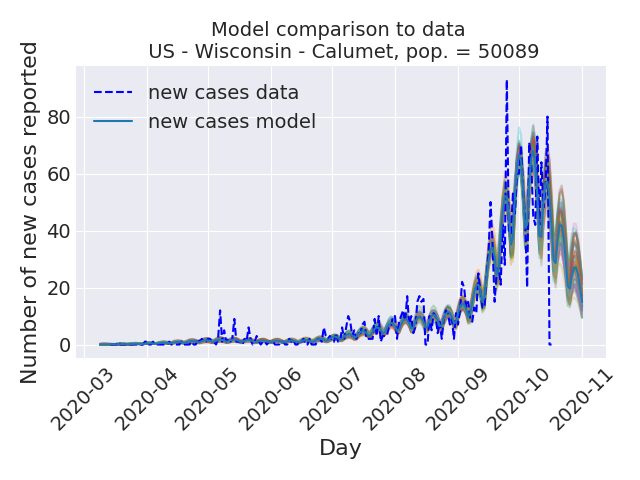 Model comparison to data
US - Wisconsin - Calumet, pop. = 50089
Number of new cases reported
new cases data
new cases model
80
60
40
20
0
2020-03
2020-04
2020-05
2020-06
2020-07
2020-08
2020-09
2020-10
2020-11
Day